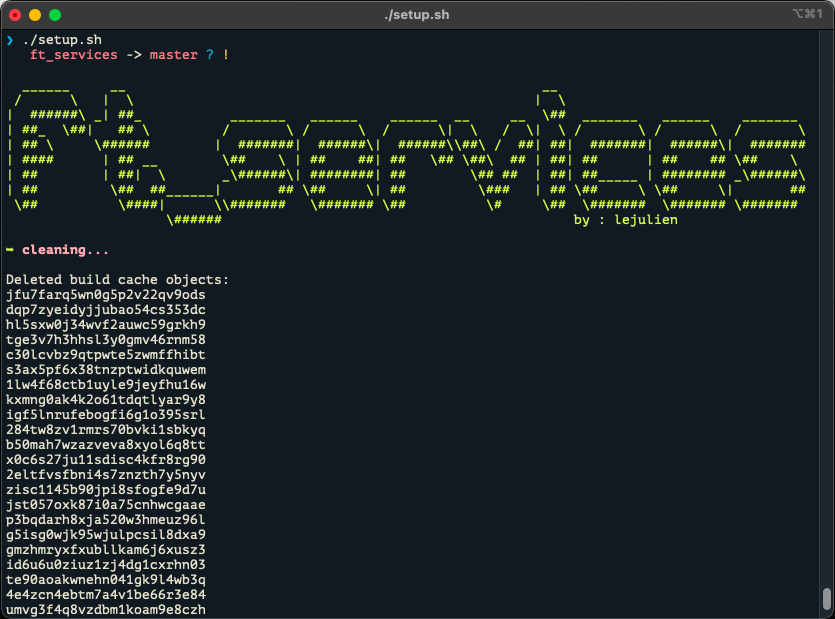 ./setup.sh
⌥⌘1
❯ ./setup.sh
ft_services -> master ? !
ft_services
by : lejulien
➥ cleaning...
Deleted build cache objects:
jfu7farq5wn0g5p2v22qv9ods
dqp7zyeidyjjubao54cs353dc
hl5sxw0j34wvf2auwc59grkh9
tge3v7h3hhsl3y0gmv46rnm58
c30lcvbz9qtpwte5zwmffhibt
s3ax5pf6x38tnzptwidkquwem
1lw4f68ctb1uyle9jeyfhu16w
kxmng0ak4k2o61tdqtlyar9y8
igf5lnrufebogfi6g1o395srl
284tw8zv1rmrs70bvki1sbkyq
b50mah7wzazveva8xyol6q8tt
x0c6s27ju11sdisc4kfr8rg90
2eltfvsfbni4s7znzth7y5nyv
zisc1145b90jpi8sfogfe9d7u
jst057oxk87i0a75cnhwcgaae
p3bqdarh8xja520w3hmeuz96l
g5isg0wjk95wjulpcsil8dxa9
gmzhmryxfxubllkam6j6xusz3
id6u6u0ziuz1zj4dg1cxrhn03
te90aoakwnehn041gk9l4wb3q
4e4zcn4ebtm7a4v1be66r3e84
umvg3f4q8vzdbm1koam9e8czh